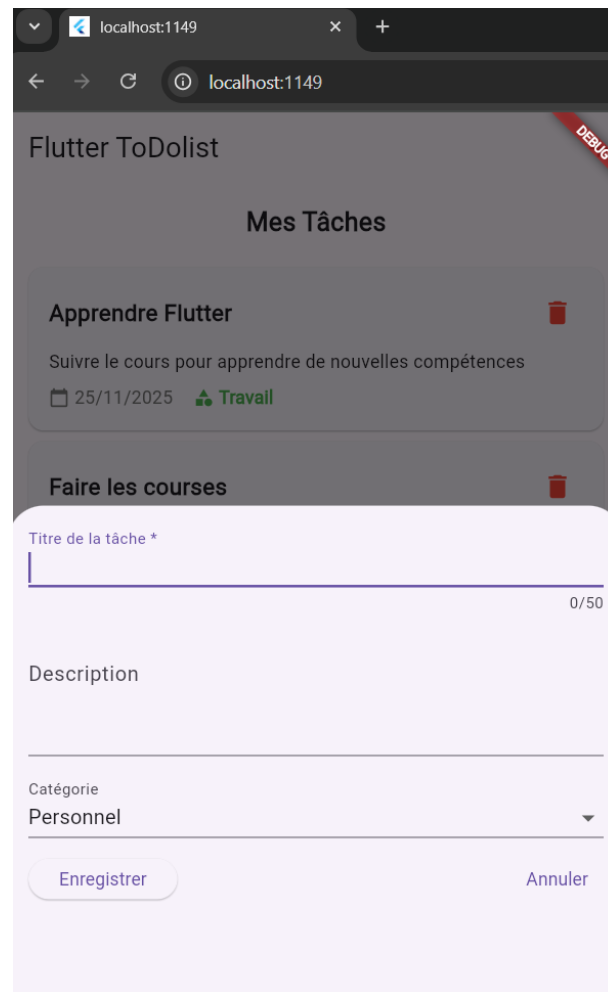 localhost:1149
localhost:1149
Flutter ToDolist
DEBUG
Mes Tâches
Apprendre Flutter
Suivre le cours pour apprendre de nouvelles compétences
25/11/2025 Travail
Faire les courses
Titre de la tâche *
0/50
Description
Catégorie
Personnel
Enregistrer Annuler